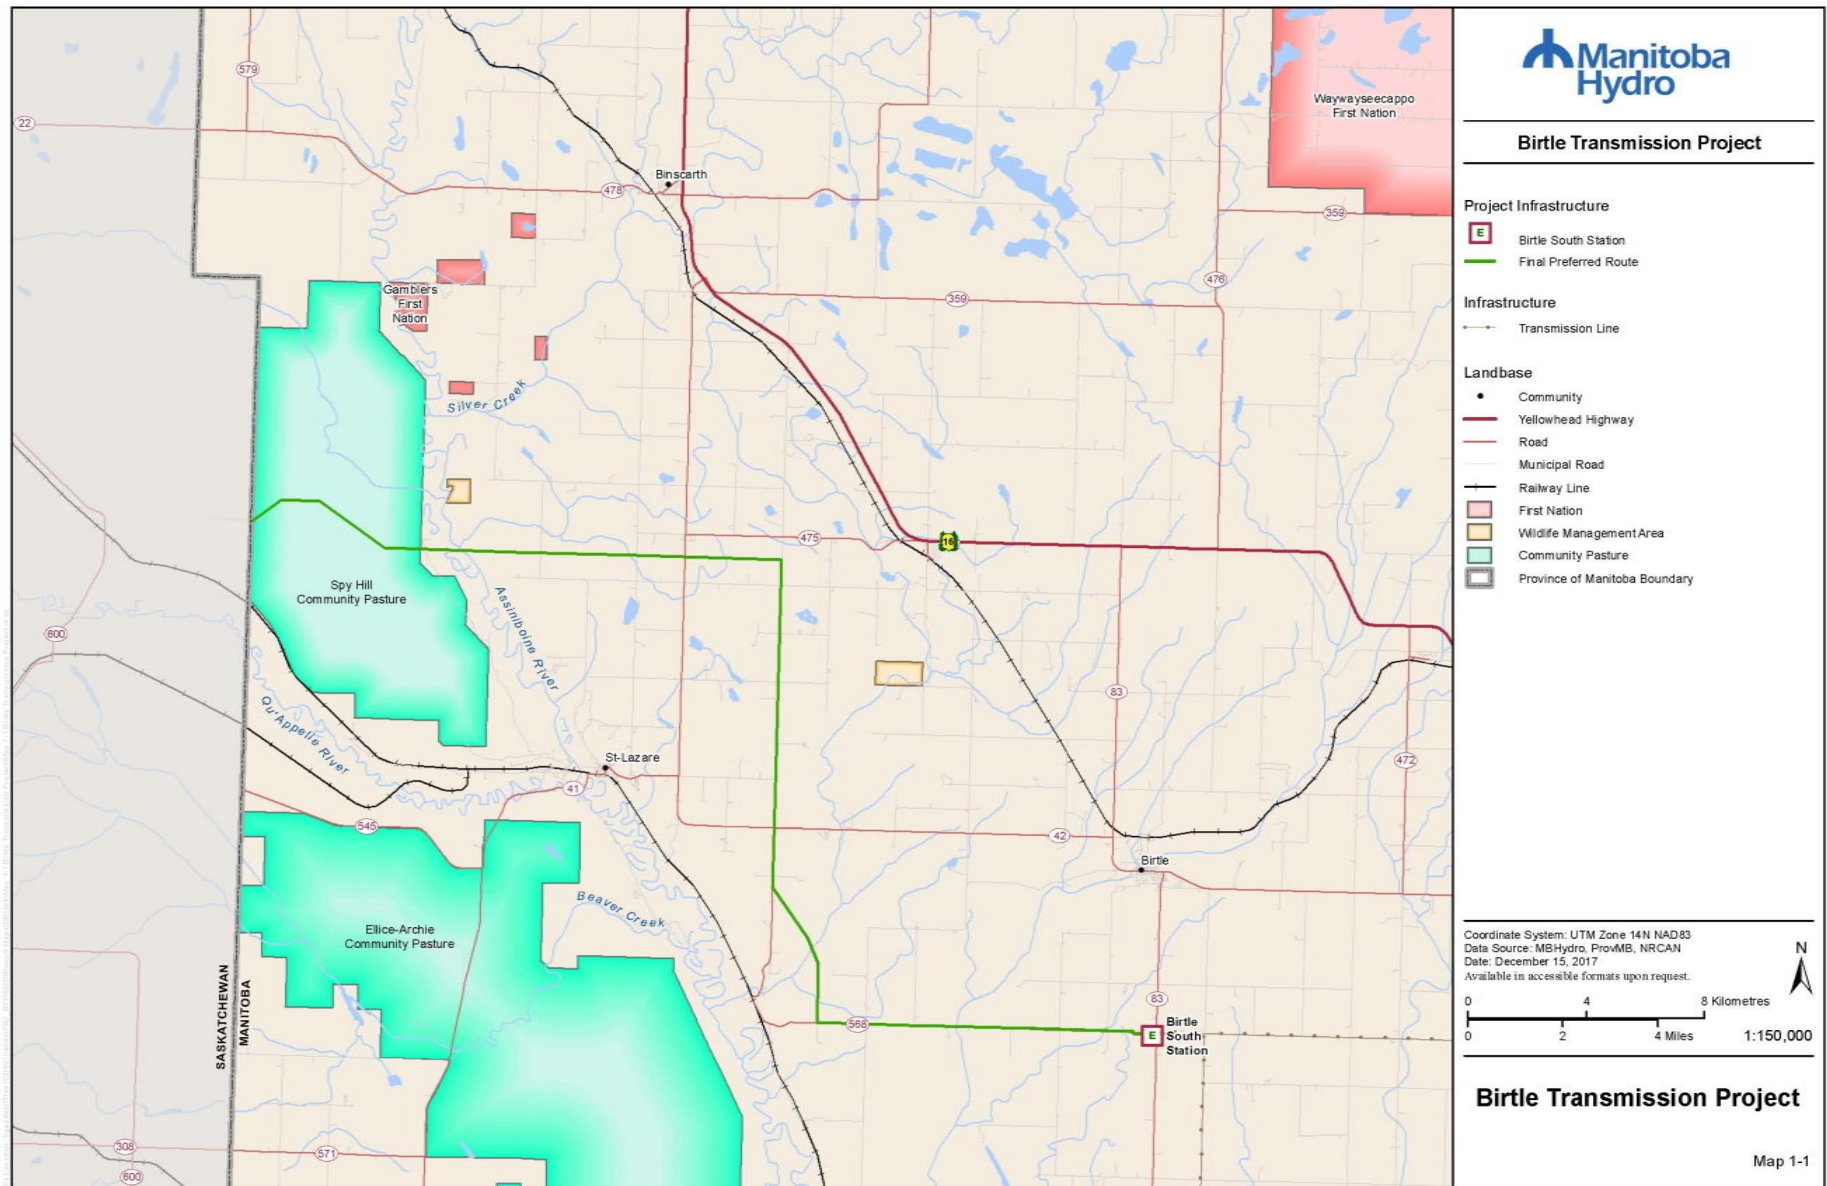 579
22
Waywayseecappo
First Nation
Binscarth
478
359
Gamblers
First
Nation
476
359
Silver Creek
475
16
Spy Hill
Community Pasture
Assiniboine River
600
83
Qu'Appelle River
St-Lazare
41
472
545
42
Birtle
Beaver Creek
Ellice-Archie
Community Pasture
SASKATCHEWAN
MANITOBA
83
568
E
Birtle
South
Station
308
571
600
Manitoba
Hydro
Birtle Transmission Project
Project Infrastructure
E
Birtle South Station
Final Preferred Route
Infrastructure
Transmission Line
Landbase
Community
Yellowhead Highway
Road
Municipal Road
Railway Line
First Nation
Wildlife Management Area
Community Pasture
Province of Manitoba Boundary
Coordinate System: UTM Zone 14N NAD83
Data Source: MBHydro, ProvMB, NRCAN
Date: December 15, 2017
Available in accessible formats upon request.
N
0 4 8 Kilometres
0 2 4 Miles
1:150,000
Birtle Transmission Project
Map 1-1